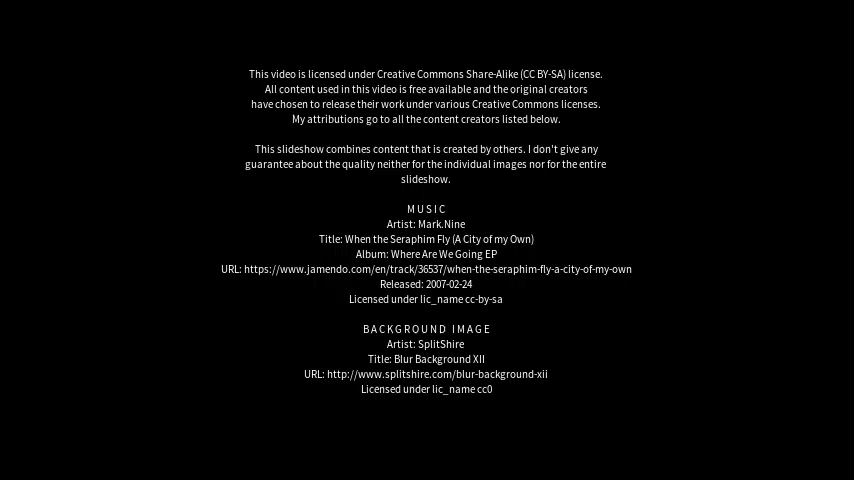 This video is licensed under Creative Commons Share-Alike (CC BY-SA) license.
All content used in this video is free available and the original creators
have chosen to release their work under various Creative Commons licenses.
My attributions go to all the content creators listed below.
This slideshow combines content that is created by others. I don't give any
guarantee about the quality neither for the individual images nor for the entire
slideshow.
MUSIC
Artist: Mark.Nine
Title: When the Seraphim Fly (A City of my Own)
Album: Where Are We Going EP
URL: https://www.jamendo.com/en/track/36537/when-the-seraphim-fly-a-city-of-my-own
Released: 2007-02-24
Licensed under lic_name cc-by-sa
BACKGROUND IMAGE
Artist: SplitShire
Title: Blur Background XII
URL: http://www.splitshire.com/blur-background-xii
Licensed under lic_name cc0